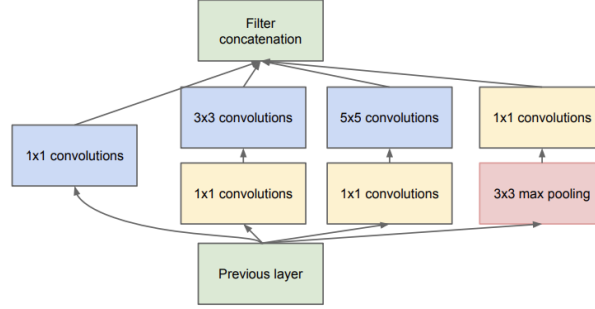 Filter
concatenation
3x3 convolutions
5x5 convolutions
1x1 convolutions
1x1 convolutions
1x1 convolutions
1x1 convolutions
3x3 max pooling
Previous layer